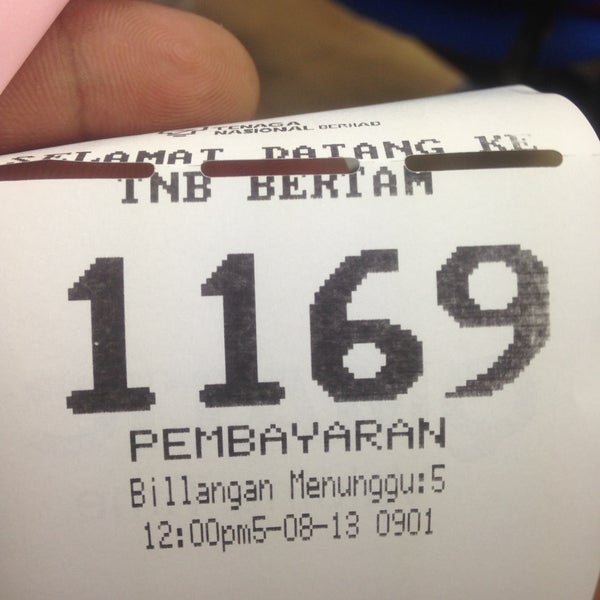 TENAGA
NASIONAL BERHAD
SELAMAT DATANG KE
TNB BERTAM
1169
PEMBAYARAN
Billangan Menunggu:5
12:00pm5-08-13 0901